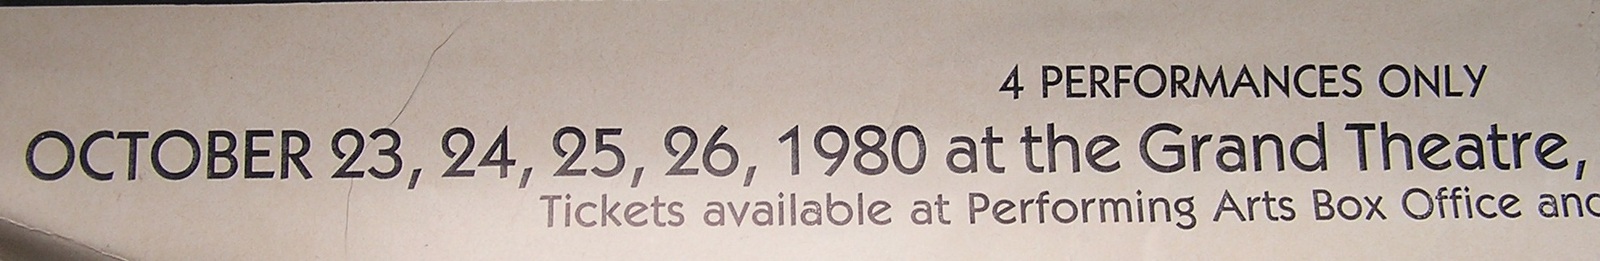 4 PERFORMANCES ONLY
OCTOBER 23, 24, 25, 26, 1980 at the Grand Theatre,
Tickets available at Performing Arts Box Office and